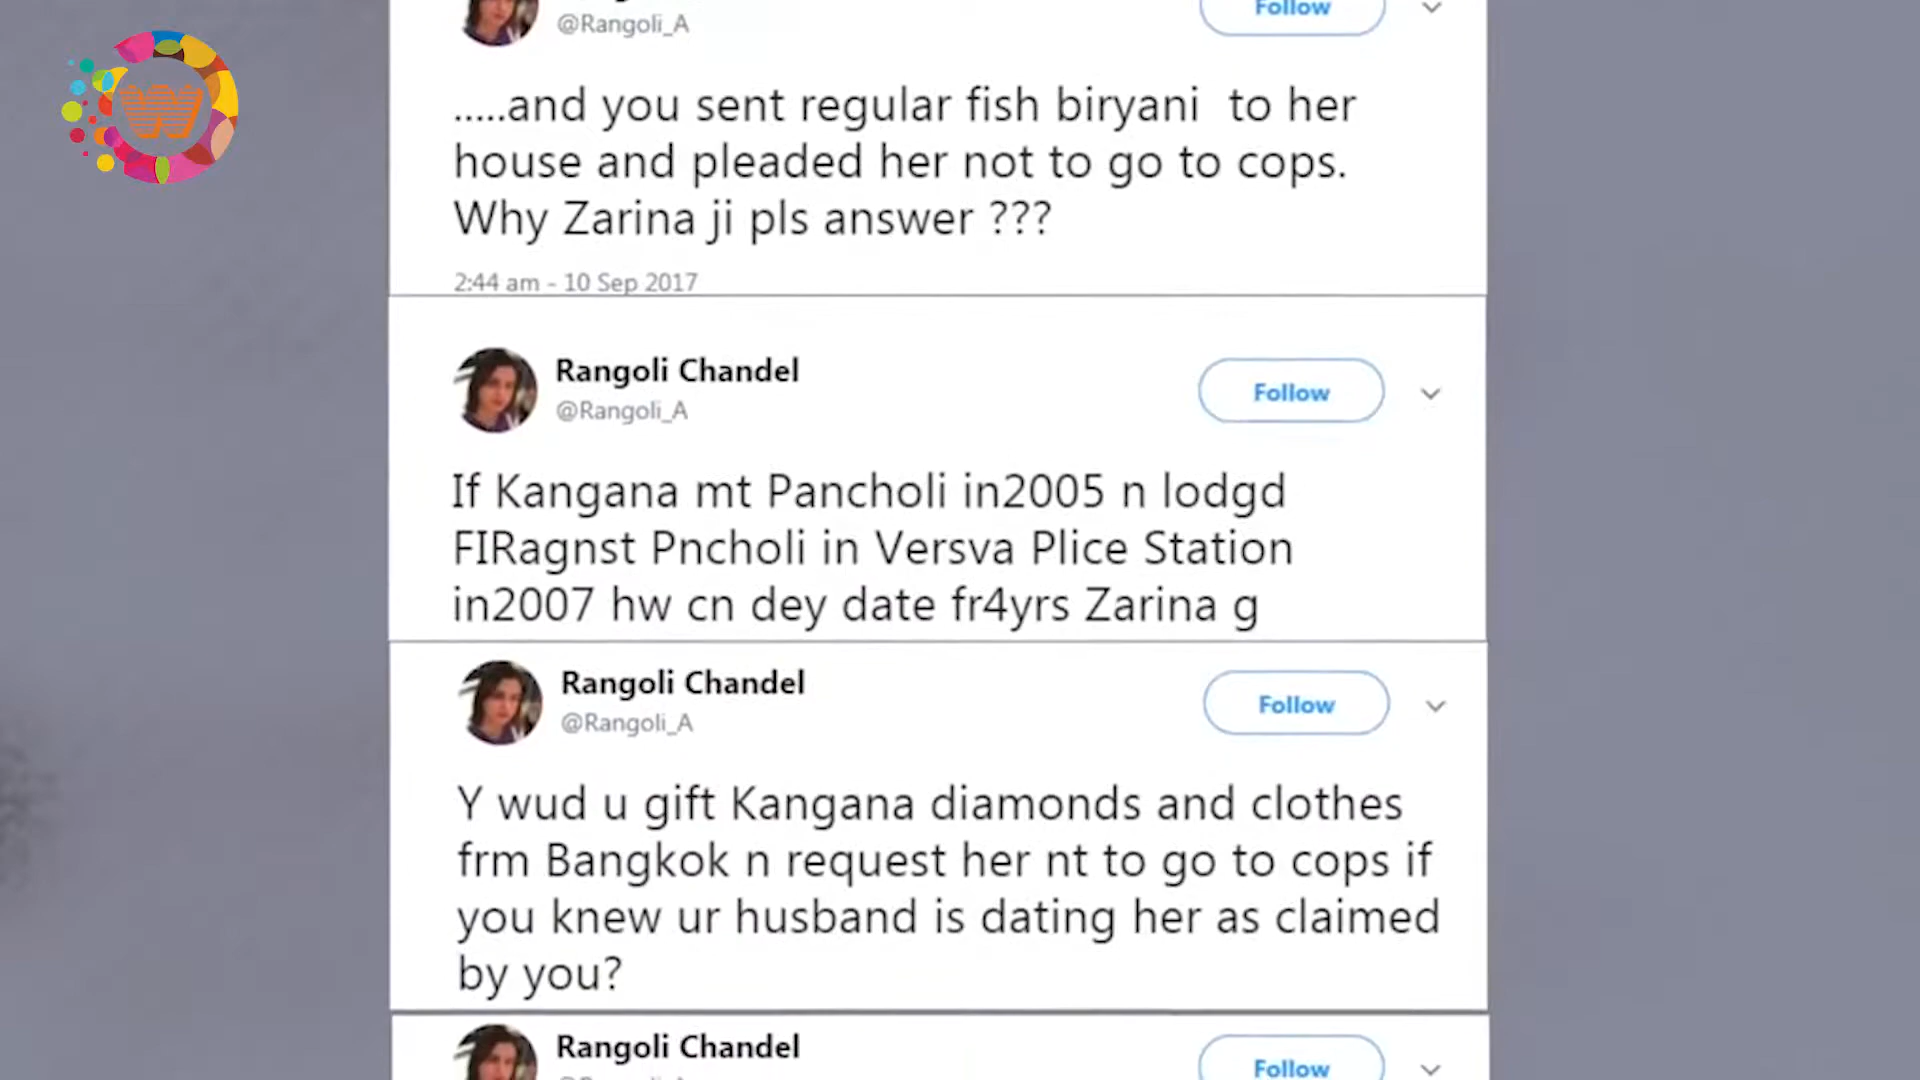 @Rangoli_A
Follow
.....and you sent regular fish biryani to her
house and pleaded her not to go to cops.
Why Zarina ji pls answer ???
2:44 am - 10 Sep 2017
Rangoli Chandel
@Rangoli_A
Follow
If Kangana mt Pancholi in2005 n lodgd
FIRagnst Pncholi in Versva Plice Station
in2007 hw cn dey date fr4yrs Zarina g
Rangoli Chandel
@Rangoli_A
Follow
Y wud u gift Kangana diamonds and clothes
frm Bangkok n request her nt to go to cops if
you knew ur husband is dating her as claimed
by you?
Rangoli Chandel
Follow
W